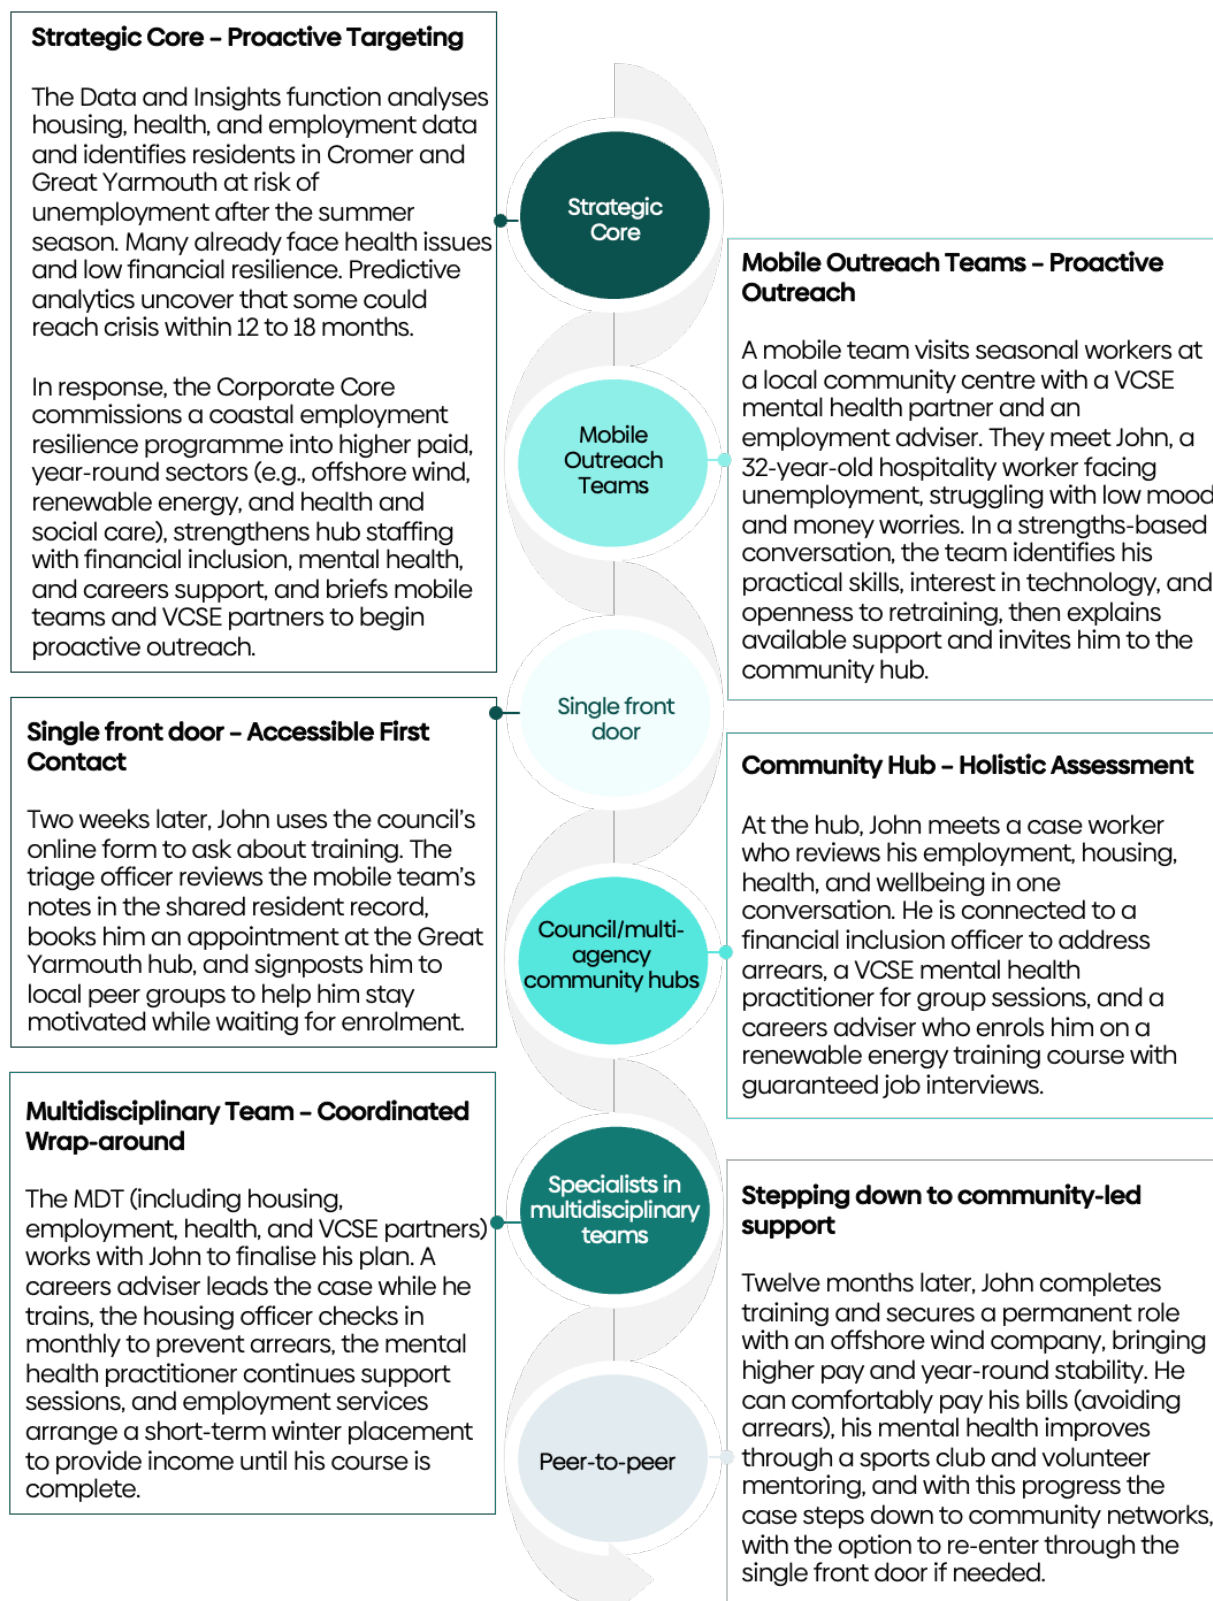 Strategic Core – Proactive Targeting
The Data and Insights function analyses
housing, health, and employment data
and identifies residents in Cromer and
Great Yarmouth at risk of
unemployment after the summer
season. Many already face health issues
and low financial resilience. Predictive
analytics uncover that some could
reach crisis within 12 to 18 months.
In response, the Corporate Core
commissions a coastal employment
resilience programme into higher paid,
year-round sectors (e.g., offshore wind,
renewable energy, and health and
social care), strengthens hub staffing
with financial inclusion, mental health,
and careers support, and briefs mobile
teams and VCSE partners to begin
proactive outreach.
Strategic
Core
Mobile Outreach Teams – Proactive
Outreach
A mobile team visits seasonal workers at
a local community centre with a VCSE
mental health partner and an
employment adviser. They meet John, a
32-year-old hospitality worker facing
unemployment, struggling with low mood
and money worries. In a strengths-based
conversation, the team identifies his
practical skills, interest in technology, and
openness to retraining, then explains
available support and invites him to the
community hub.
Mobile
Outreach
Teams
Single front door – Accessible First
Contact
Two weeks later, John uses the council's
online form to ask about training. The
triage officer reviews the mobile team's
notes in the shared resident record,
books him an appointment at the Great
Yarmouth hub, and signposts him to
local peer groups to help him stay
motivated while waiting for enrolment.
Single front
door
Community Hub – Holistic Assessment
At the hub, John meets a case worker
who reviews his employment, housing,
health, and wellbeing in one
conversation. He is connected to a
financial inclusion officer to address
arrears, a VCSE mental health
practitioner for group sessions, and a
careers adviser who enrols him on a
renewable energy training course with
guaranteed job interviews.
Council/multi-
agency
community hubs
Multidisciplinary Team – Coordinated
Wrap-around
The MDT (including housing,
employment, health, and VCSE partners)
works with John to finalise his plan. A
careers adviser leads the case while he
trains, the housing officer checks in
monthly to prevent arrears, the mental
health practitioner continues support
sessions, and employment services
arrange a short-term winter placement
to provide income until his course is
complete.
Specialists in
multidisciplinary
teams
Stepping down to community-led
support
Twelve months later, John completes
training and secures a permanent role
with an offshore wind company, bringing
higher pay and year-round stability. He
can comfortably pay his bills (avoiding
arrears), his mental health improves
through a sports club and volunteer
mentoring, and with this progress the
case steps down to community networks,
with the option to re-enter through the
single front door if needed.
Peer-to-peer